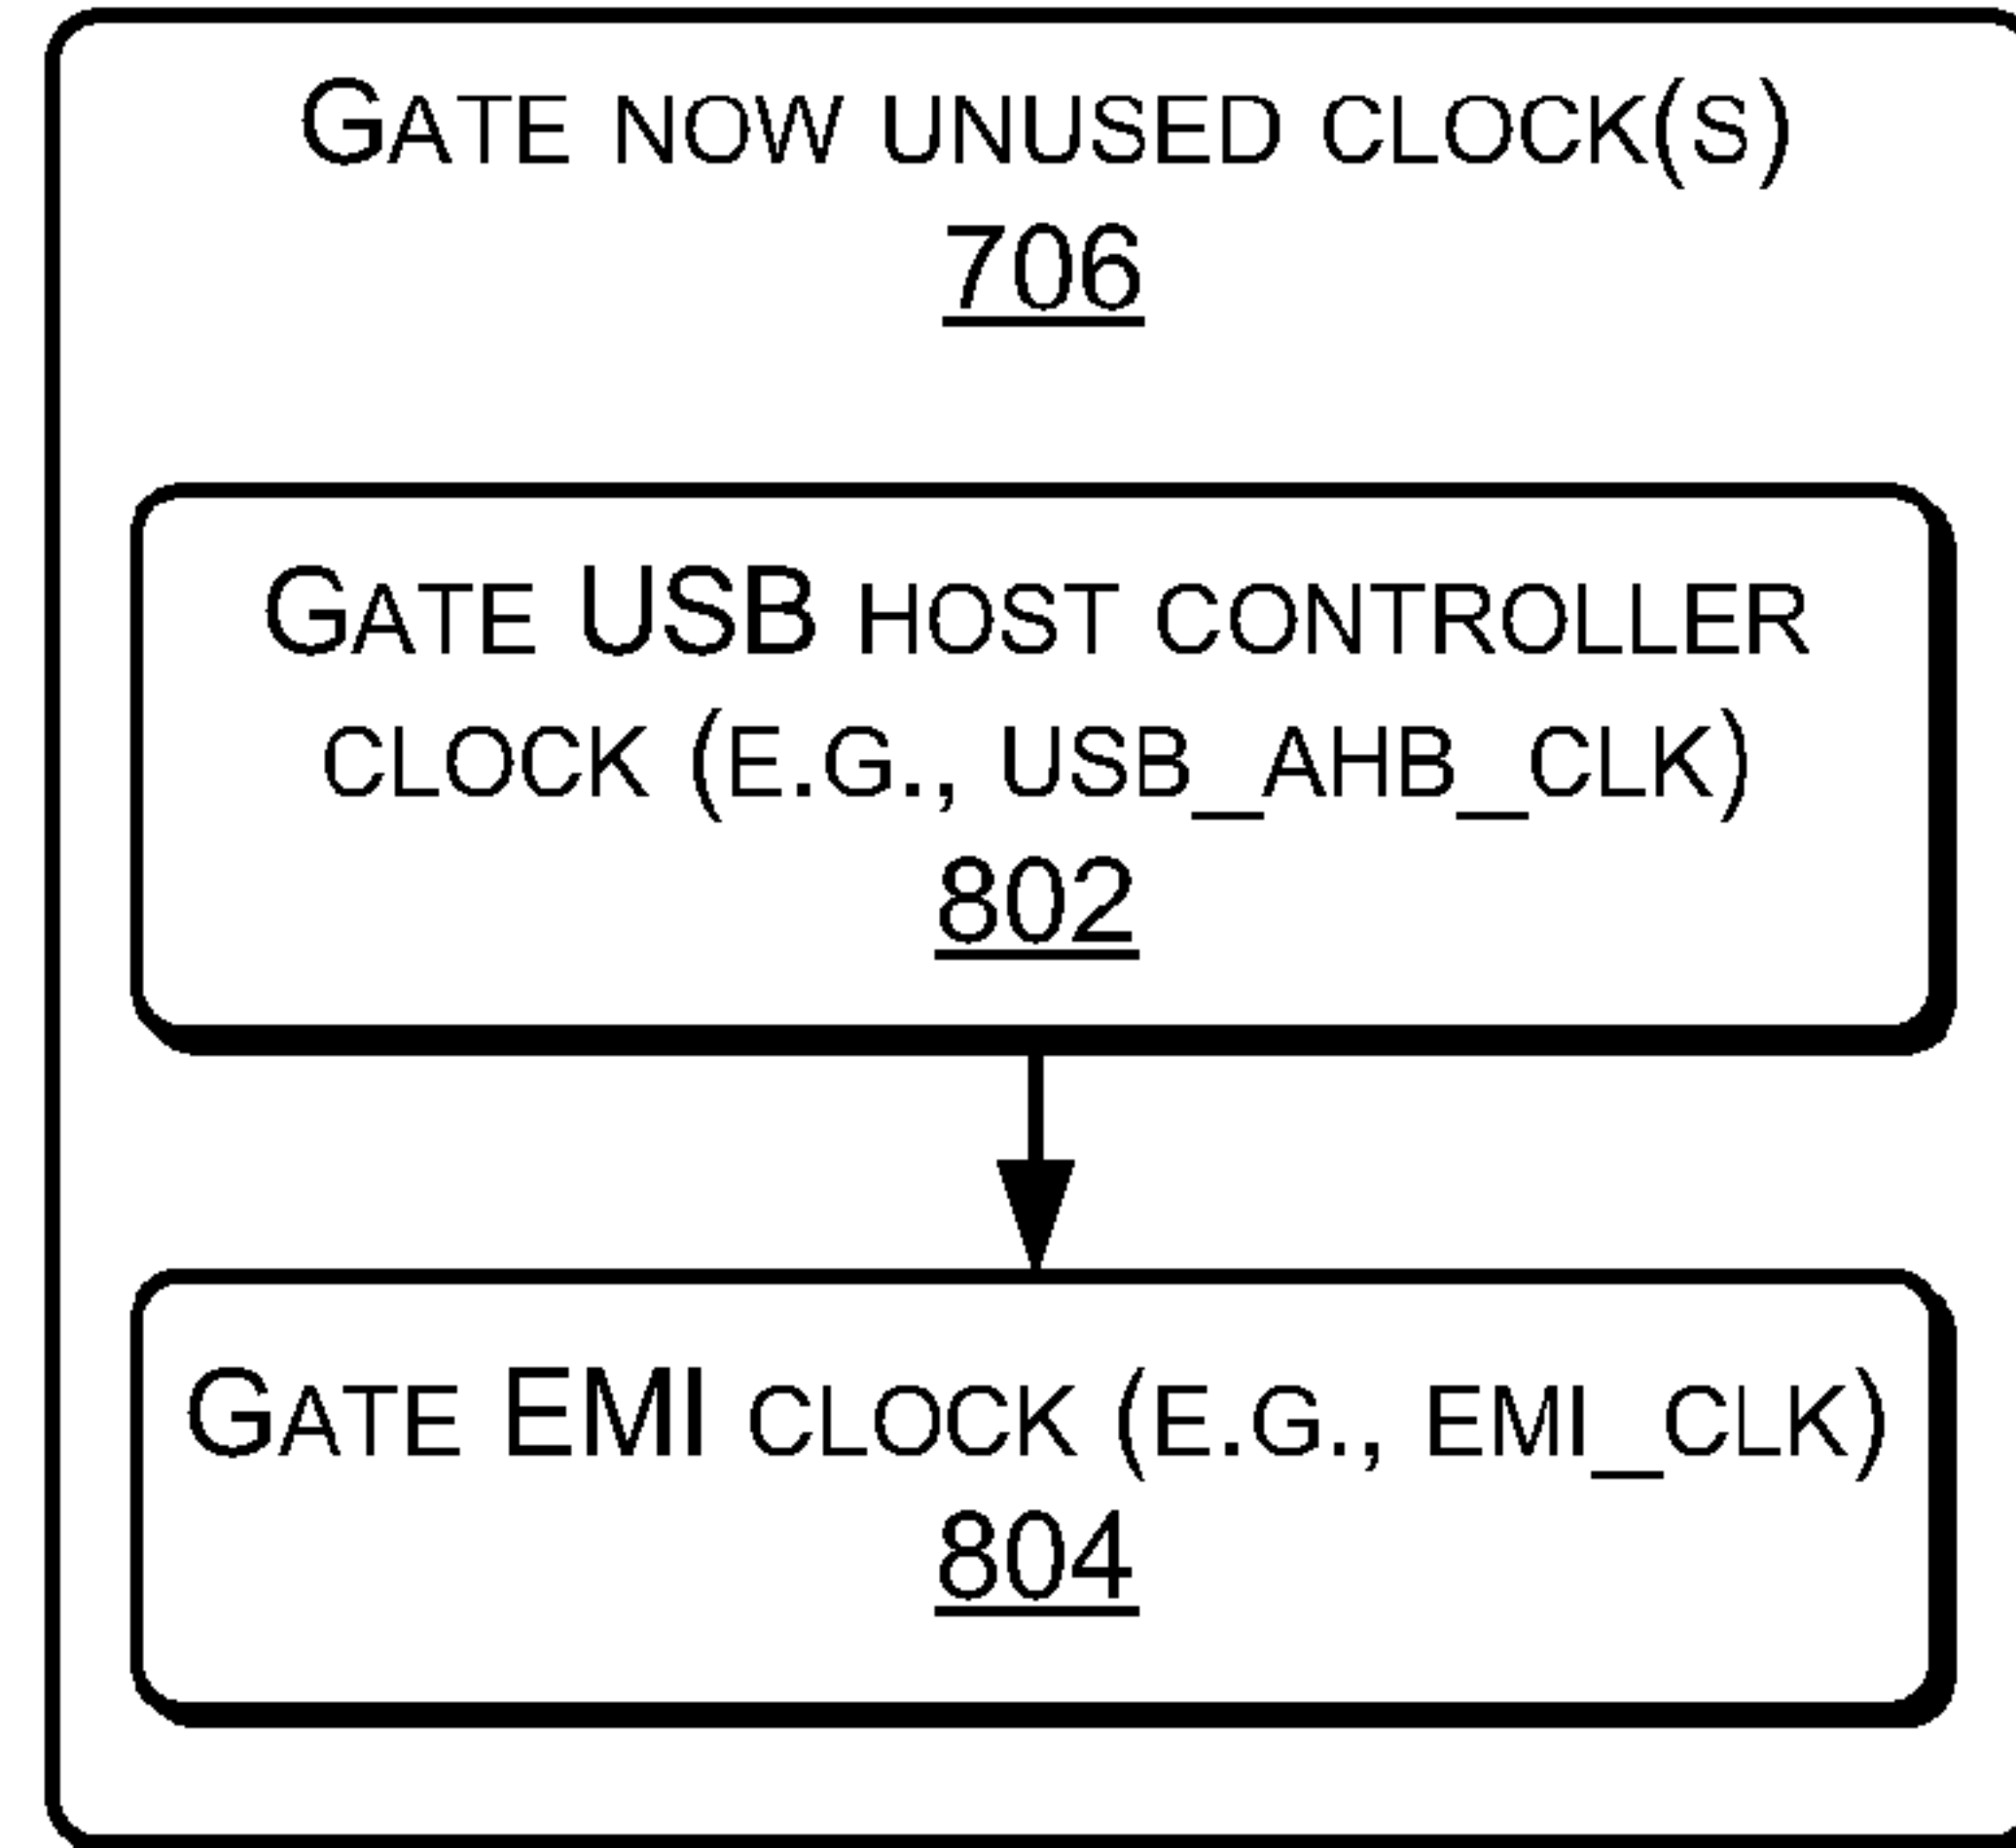 GATE NOW UNUSED CLOCK(S)
706
GATE USB HOST CONTROLLER
CLOCK (E.G., USB_AHB_CLK)
802
GATE EMI CLOCK (E.G., EMI_CLK)
804